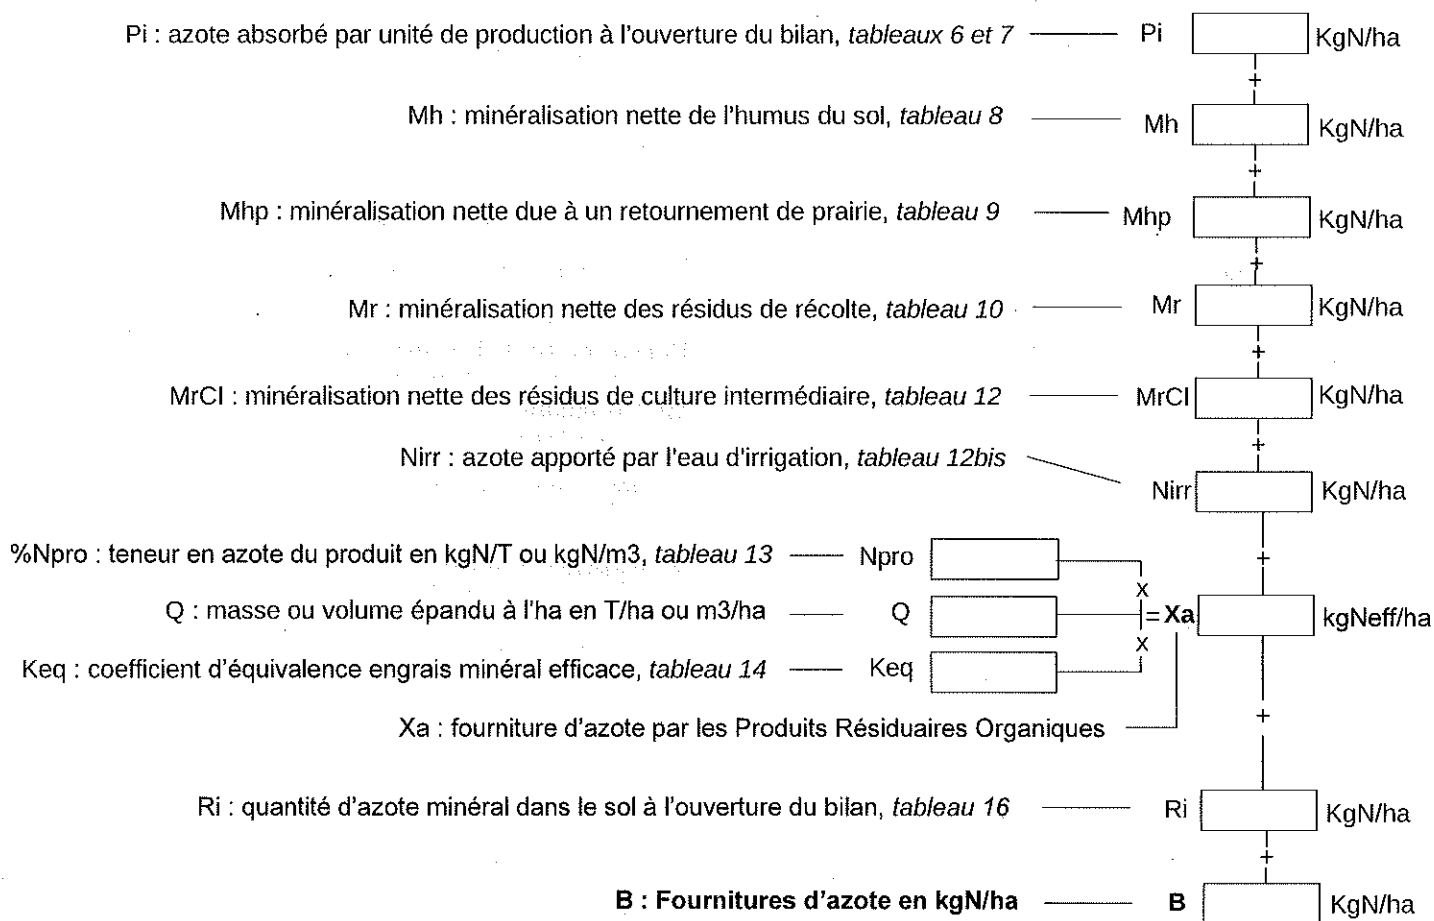 Pi : azote absorbé par unité de production à l'ouverture du bilan, tableaux 6 et 7 Pi KgN/ha
+
Mh : minéralisation nette de l'humus du sol, tableau 8 Mh KgN/ha
+
Mhp : minéralisation nette due à un retournement de prairie, tableau 9 Mhp KgN/ha
+
Mr : minéralisation nette des résidus de récolte, tableau 10 Mr KgN/ha
+
MrCI : minéralisation nette des résidus de culture intermédiaire, tableau 12 MrCI KgN/ha
+
Nirr : azote apporté par l'eau d'irrigation, tableau 12bis Nirr KgN/ha
+
%Npro : teneur en azote du produit en kgN/T ou kgN/m3, tableau 13 Npro
x
Q : masse ou volume épandu à l'ha en T/ha ou m3/ha Q = Xa kgNeff/ha
x
Keq : coefficient d'équivalence engrais minéral efficace, tableau 14 Keq
+
Xa : fourniture d'azote par les Produits Résiduaires Organiques
Ri : quantité d'azote minéral dans le sol à l'ouverture du bilan, tableau 16 Ri KgN/ha
+
B : Fournitures d'azote en kgN/ha B KgN/ha